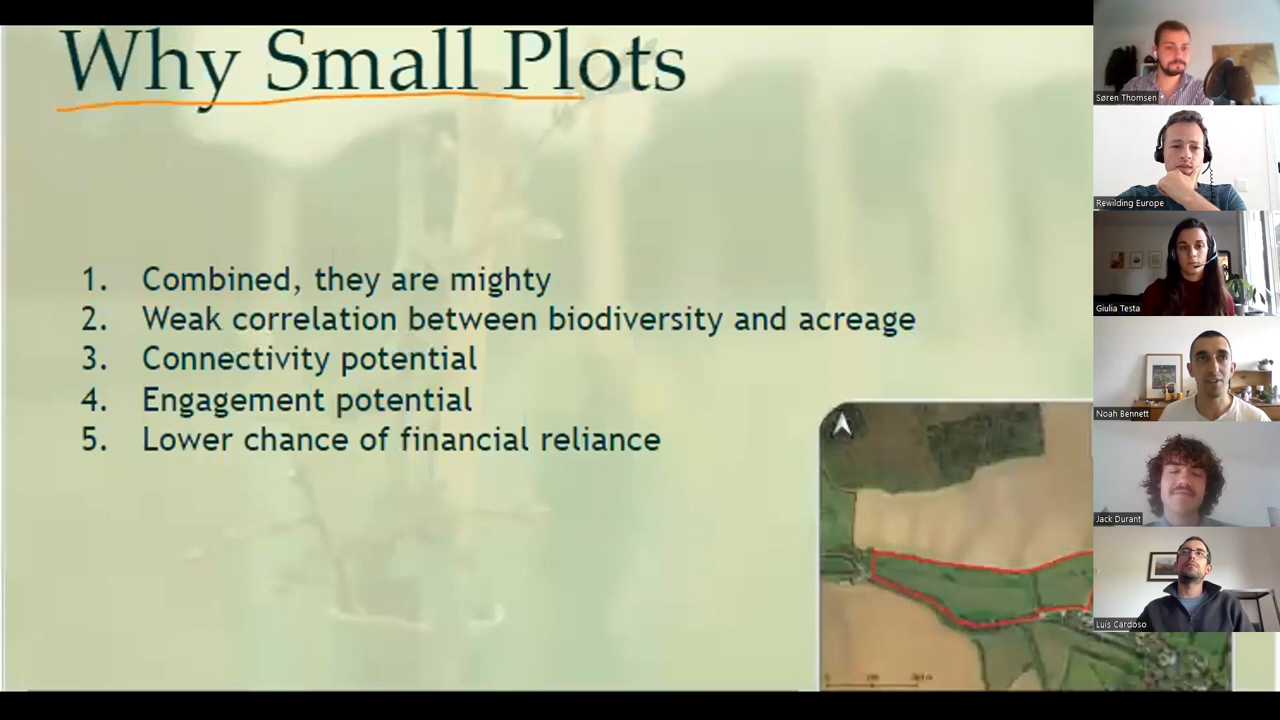 Why Small Plots
1. Combined, they are mighty
2. Weak correlation between biodiversity and acreage
3. Connectivity potential
4. Engagement potential
5. Lower chance of financial reliance
Søren Thomsen
Rewilding Europe
Giulia Testa
Noah Bennett
Jack Durant
Luís Cardoso